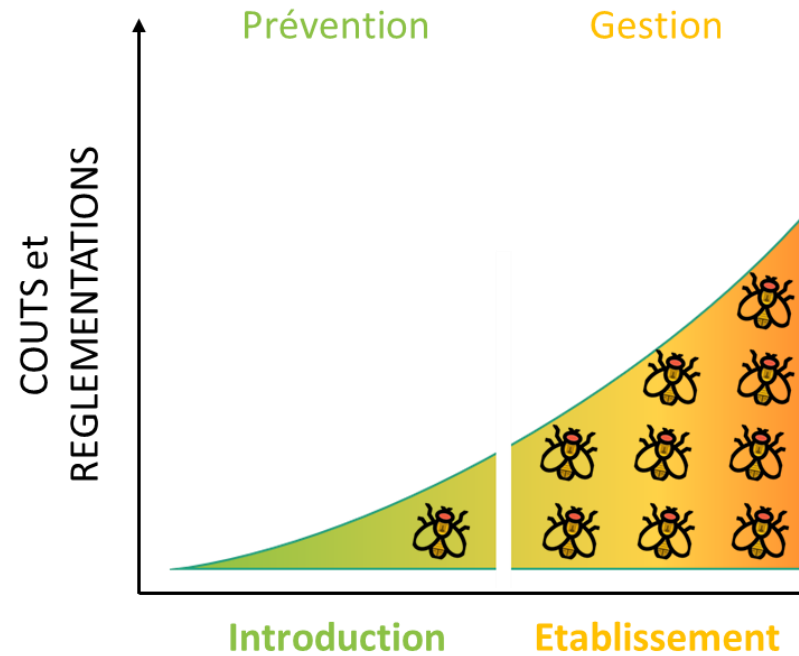 Prévention
Gestion
COUTS et
REGLEMENTATIONS
Introduction
Etablissement